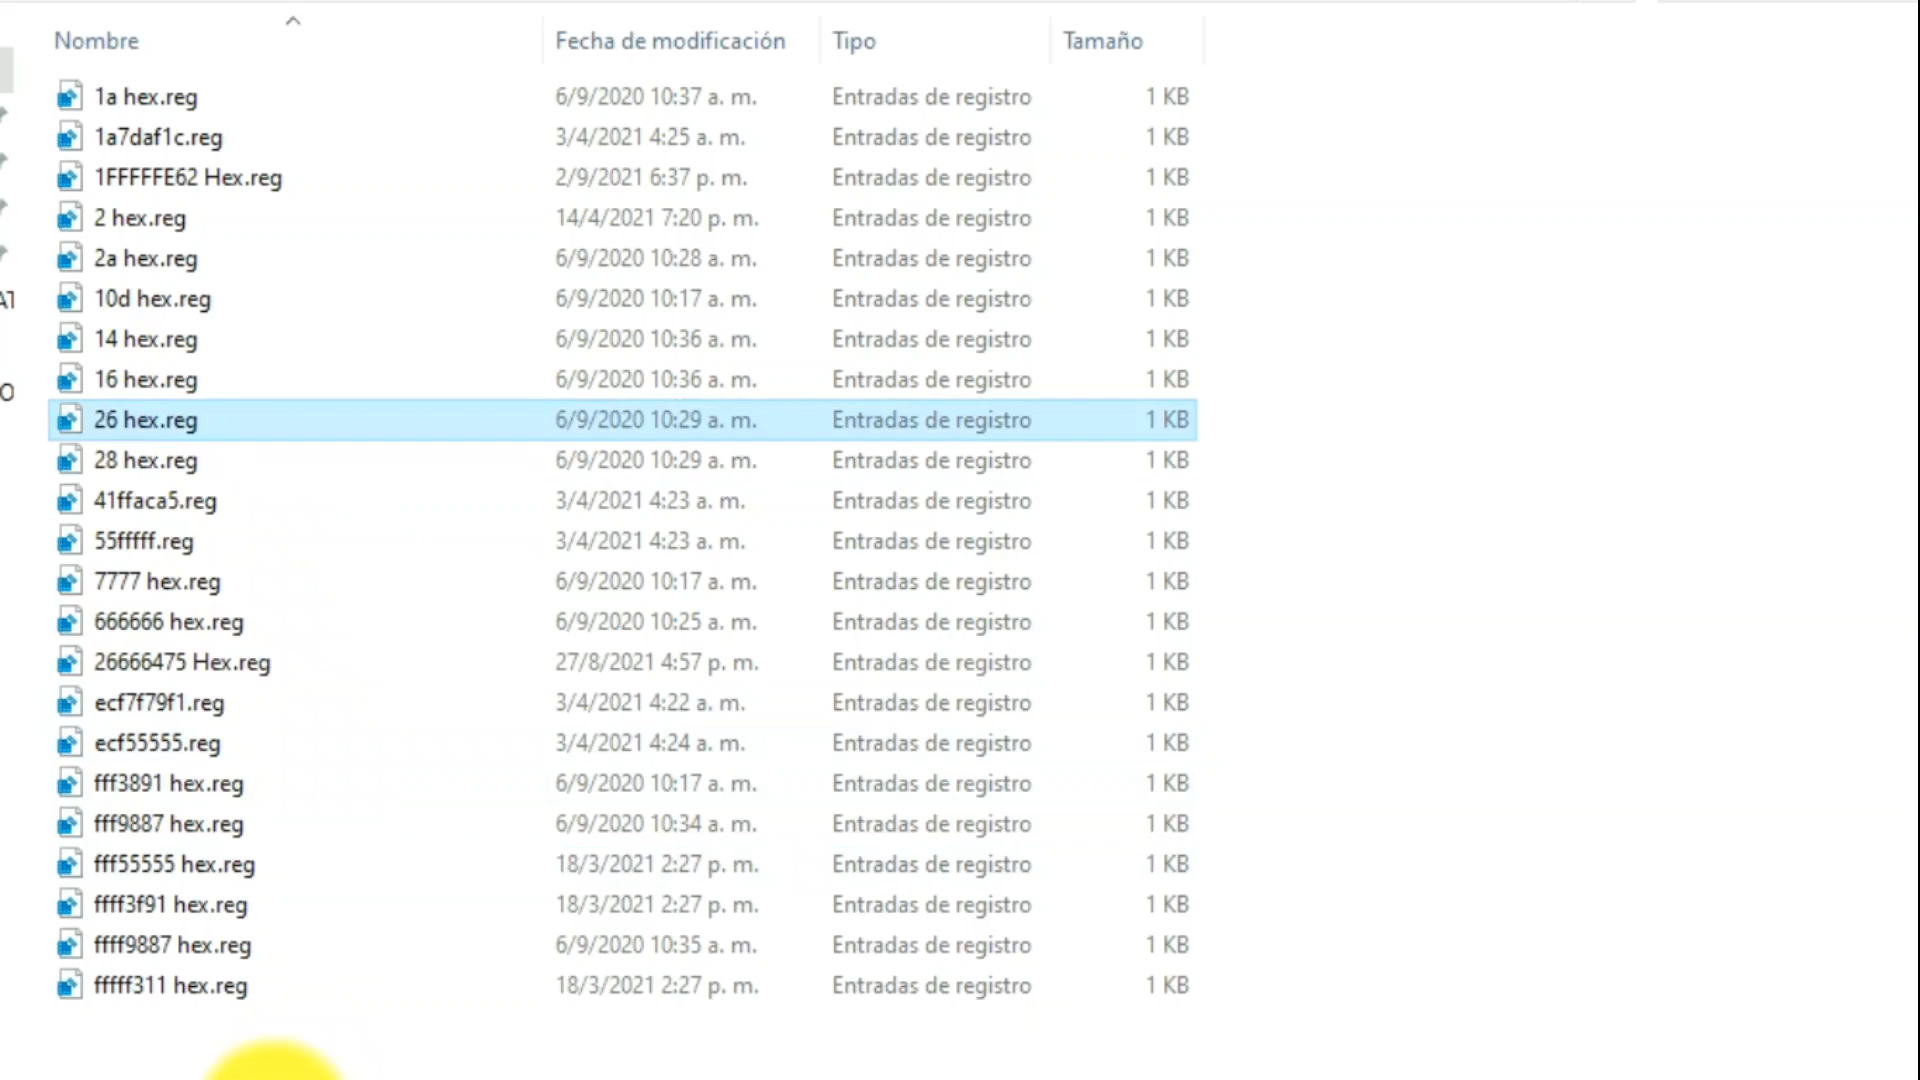 Nombre Fecha de modificación Tipo Tamaño
1a hex.reg 6/9/2020 10:37 a. m. Entradas de registro 1 KB
1a7daf1c.reg 3/4/2021 4:25 a. m. Entradas de registro 1 KB
1FFFFFE62 Hex.reg 2/9/2021 6:37 p. m. Entradas de registro 1 KB
2 hex.reg 14/4/2021 7:20 p. m. Entradas de registro 1 KB
2a hex.reg 6/9/2020 10:28 a. m. Entradas de registro 1 KB
10d hex.reg 6/9/2020 10:17 a. m. Entradas de registro 1 KB
14 hex.reg 6/9/2020 10:36 a. m. Entradas de registro 1 KB
16 hex.reg 6/9/2020 10:36 a. m. Entradas de registro 1 KB
26 hex.reg 6/9/2020 10:29 a. m. Entradas de registro 1 KB
28 hex.reg 6/9/2020 10:29 a. m. Entradas de registro 1 KB
41ffaca5.reg 3/4/2021 4:23 a. m. Entradas de registro 1 KB
55fffff.reg 3/4/2021 4:23 a. m. Entradas de registro 1 KB
7777 hex.reg 6/9/2020 10:17 a. m. Entradas de registro 1 KB
666666 hex.reg 6/9/2020 10:25 a. m. Entradas de registro 1 KB
26666475 Hex.reg 27/8/2021 4:57 p. m. Entradas de registro 1 KB
ecf7f79f1.reg 3/4/2021 4:22 a. m. Entradas de registro 1 KB
ecf55555.reg 3/4/2021 4:24 a. m. Entradas de registro 1 KB
fff3891 hex.reg 6/9/2020 10:17 a. m. Entradas de registro 1 KB
fff9887 hex.reg 6/9/2020 10:34 a. m. Entradas de registro 1 KB
fff55555 hex.reg 18/3/2021 2:27 p. m. Entradas de registro 1 KB
ffff3f91 hex.reg 18/3/2021 2:27 p. m. Entradas de registro 1 KB
ffff9887 hex.reg 6/9/2020 10:35 a. m. Entradas de registro 1 KB
fffff311 hex.reg 18/3/2021 2:27 p. m. Entradas de registro 1 KB